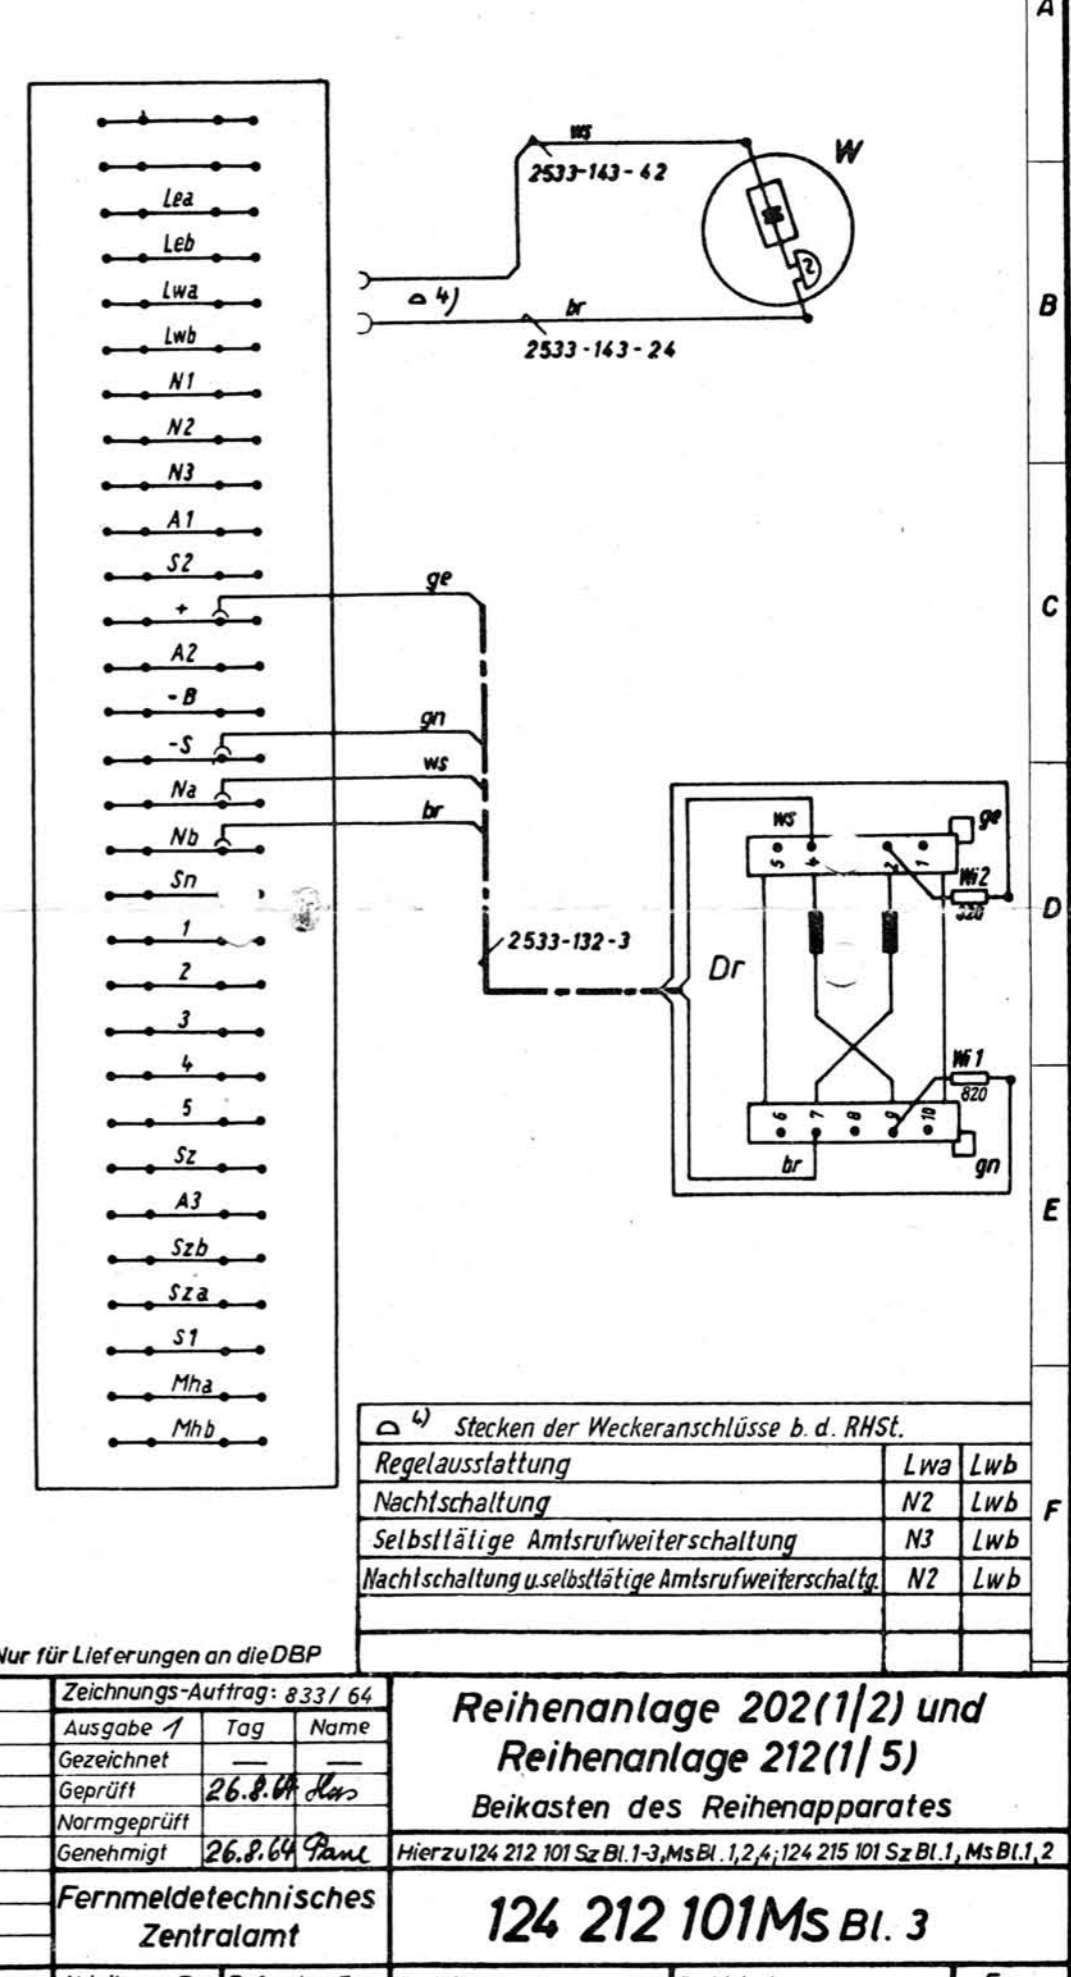 A
ws
W
2533-143-42
2
B
⌓ 4)
br
2533-143-24
Lea
Leb
Lwa
Lwb
N1
N2
N3
A1
S2
+
A2
-B
-S
Na
Nb
Sn
1
2
3
4
5
Sz
A3
Szb
Sza
S1
Mha
Mhb
ge
gn
ws
br
C
2533-132-3
Dr
ws
ge
5 4 2 1
Wi2
D
Wi1
820
6 7 8 9 10
br
gn
E
⌓ 4) Stecken der Weckeranschlüsse b. d. RHSt.
Regelausstattung Lwa Lwb
Nachtschaltung N2 Lwb
Selbsttätige Amtsrufweiterschaltung N3 Lwb
Nachtschaltung u. selbsttätige Amtsrufweiterschaltg. N2 Lwb
F
Nur für Lieferungen an die DBP
Zeichnungs-Auftrag: 833/64
Ausgabe 1 Tag Name
Gezeichnet — —
Geprüft 26.8.64
Normgeprüft
Genehmigt 26.8.64
Fernmeldetechnisches
Zentralamt
Reihenanlage 202(1/2) und
Reihenanlage 212(1/5)
Beikasten des Reihenapparates
Hierzu 124 212 101 Sz Bl.1-3, Ms Bl.1,2,4; 124 215 101 Sz Bl.1, Ms Bl.1,2
124 212 101 Ms Bl. 3